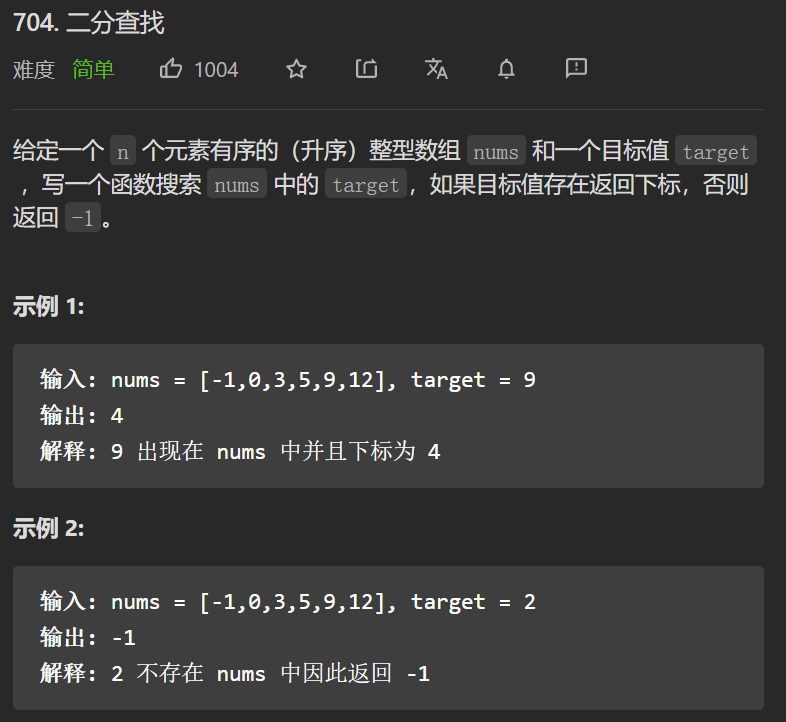 704. 二分查找
难度 简单 1004
给定一个 n 个元素有序的（升序）整型数组 nums 和一个目标值 target
，写一个函数搜索 nums 中的 target，如果目标值存在返回下标，否则
返回 -1。
示例 1:
输入: nums = [-1,0,3,5,9,12], target = 9
输出: 4
解释: 9 出现在 nums 中并且下标为 4
示例 2:
输入: nums = [-1,0,3,5,9,12], target = 2
输出: -1
解释: 2 不存在 nums 中因此返回 -1